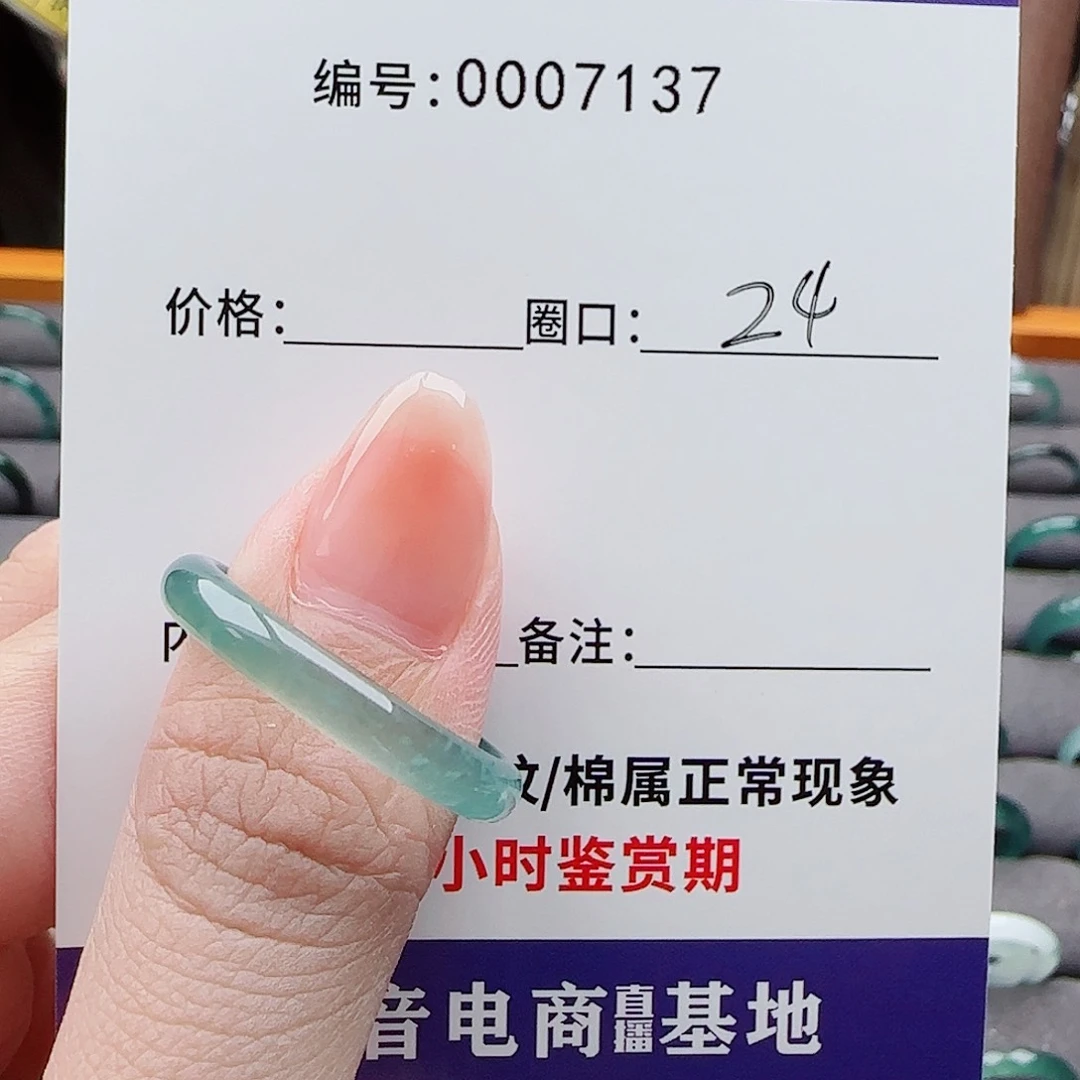 编号:0007137
价格: 圈口: 24
备注:
纹/棉属正常现象
小时鉴赏期
音电商直播基地